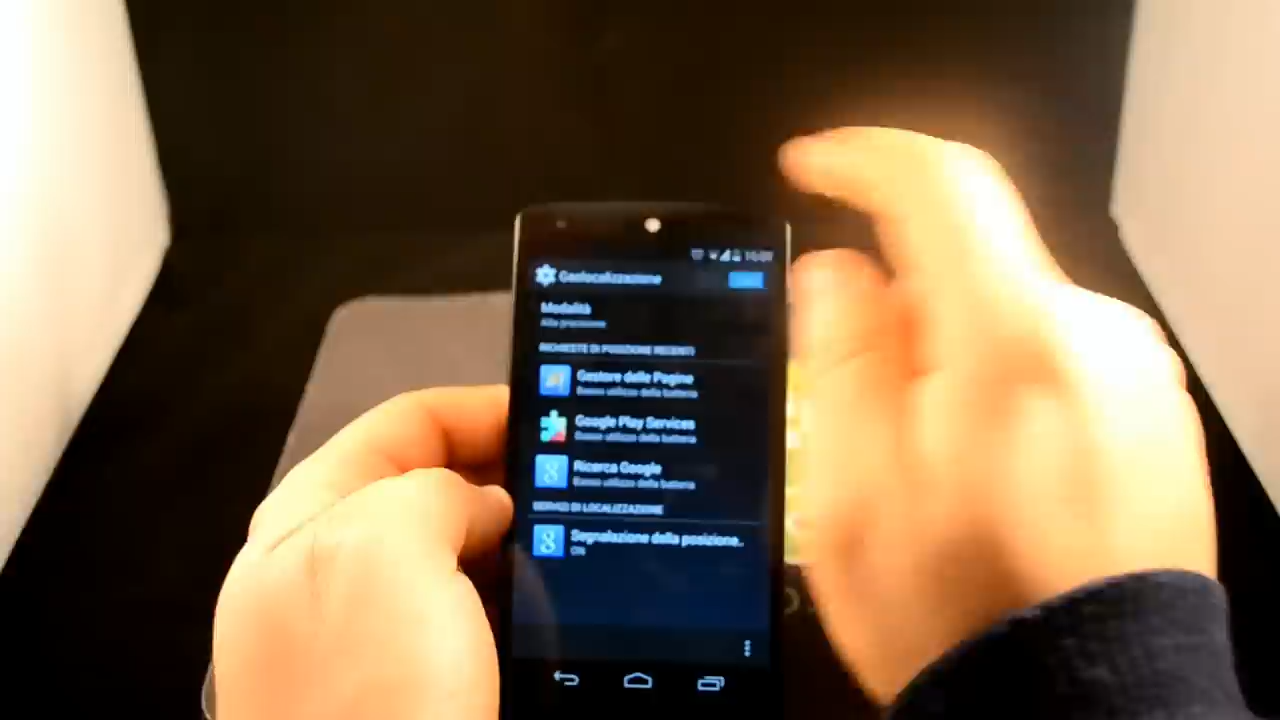 Geolocalizzazione
Modalità
Alta precisione
RICHIESTE DI POSIZIONE RECENTI
Gestore delle Pagine
Basso utilizzo della batteria
Google Play Services
Basso utilizzo della batteria
Ricerca Google
Basso utilizzo della batteria
SERVIZI DI LOCALIZZAZIONE
Segnalazione della posizione..
ON